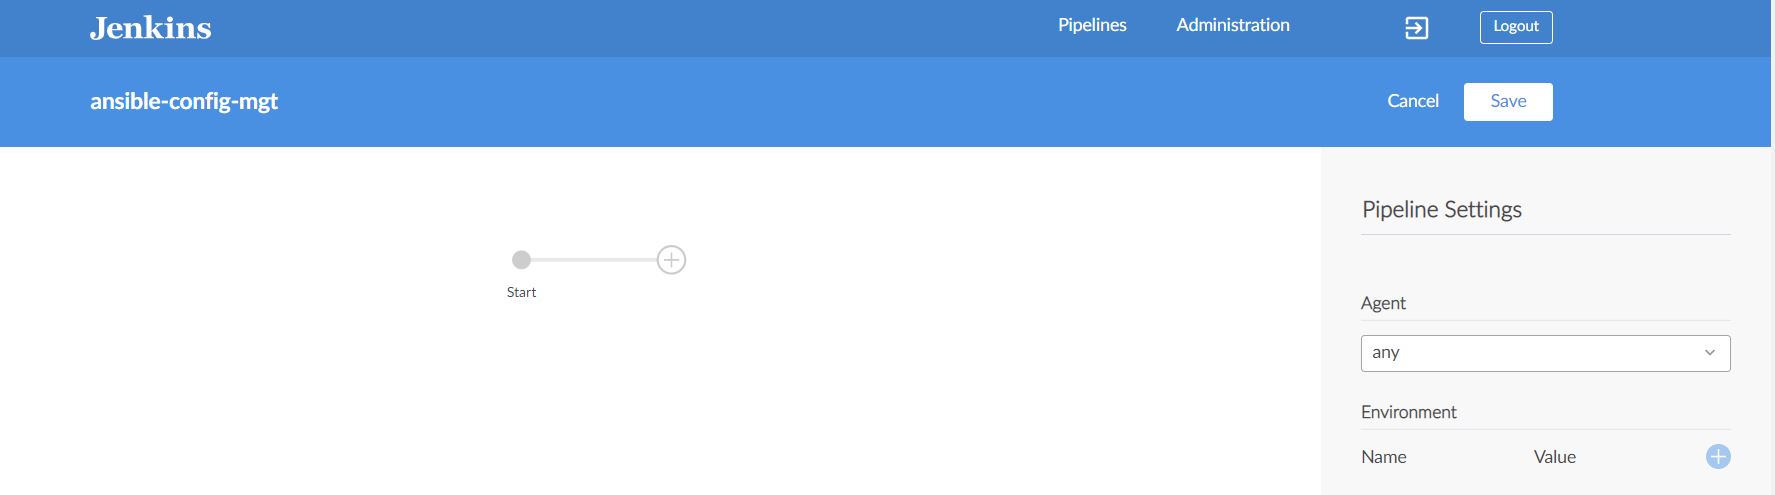 Jenkins
Pipelines
Administration
Logout
ansible-config-mgt
Cancel
Save
Start
Pipeline Settings
Agent
any
Environment
Name
Value